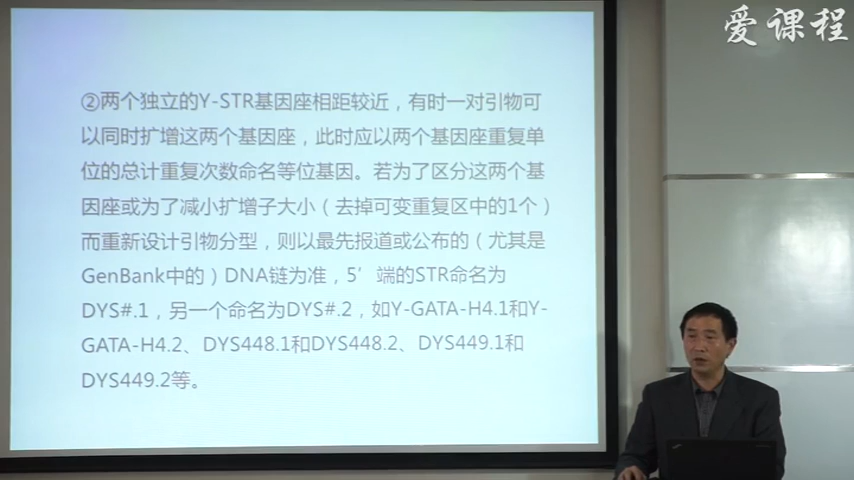 爱课程
②两个独立的Y-STR基因座相距较近，有时一对引物可
以同时扩增这两个基因座，此时应以两个基因座重复单
位的总计重复次数命名等位基因。若为了区分这两个基
因座或为了减小扩增子大小（去掉可变重复区中的1个）
而重新设计引物分型，则以最先报道或公布的（尤其是
GenBank中的）DNA链为准，5’端的STR命名为
DYS#.1，另一个命名为DYS#.2，如Y-GATA-H4.1和Y-
GATA-H4.2、DYS448.1和DYS448.2、DYS449.1和
DYS449.2等。